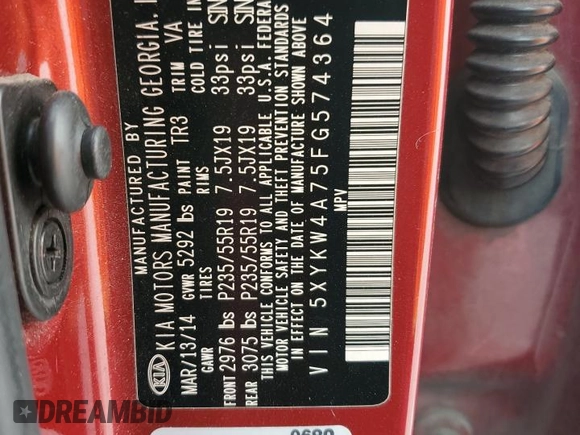 MANUFACTURED BY
KIA MOTORS MANUFACTURING GEORGIA,
MAR/13/14 GVWR 5292 lbs PAINT TR3 TRIM VA
GAWR TIRES RIMS COLD TIRE
FRONT 2976 lbs P235/55R19 7.5JX19 33psi
REAR 3075 lbs P235/55R19 7.5JX19 33psi
THIS VEHICLE CONFORMS TO ALL APPLICABLE U.S.A. FEDERAL
MOTOR VEHICLE SAFETY AND THEFT PREVENTION STANDARDS
IN EFFECT ON THE DATE OF MANUFACTURE SHOWN ABOVE
VIN 5XYKW4A75FG574364
MPV
KIA
DREAMBID